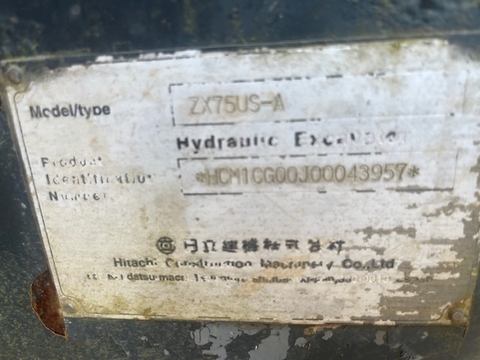 Model/type ZX75US-A
Hydraulic Excavator
Product
Identification *HCM1CG00J00043957*
Number
日立建機株式会社
Hitachi Construction Machinery Co.,Ltd